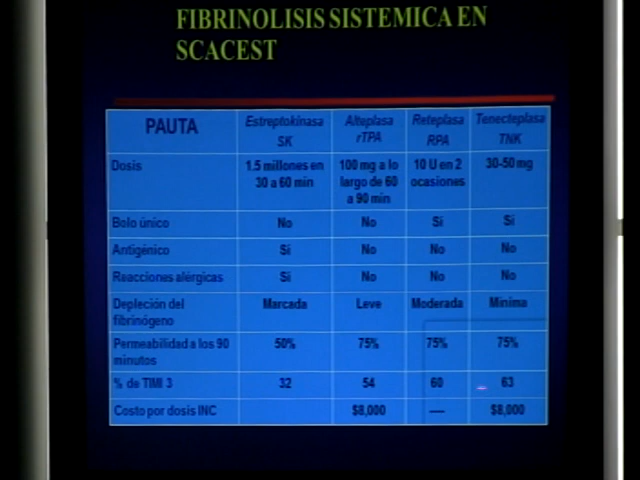 FIBRINOLISIS SISTEMICA EN
SCACEST
PAUTA Estreptokinasa SK Alteplasa rTPA Reteplasa RPA Tenecteplasa TNK
Dosis 1.5 millones en 30 a 60 min 100 mg a lo largo de 60 a 90 min 10 U en 2 ocasiones 30-50 mg
Bolo único No No Sí Sí
Antigénico Sí No No No
Reacciones alérgicas Sí No No No
Depleción del fibrinógeno Marcada Leve Moderada Mínima
Permeabilidad a los 90 minutos 50% 75% 75% 75%
% de TIMI 3 32 54 60 63
Costo por dosis INC $8,000 — $8,000